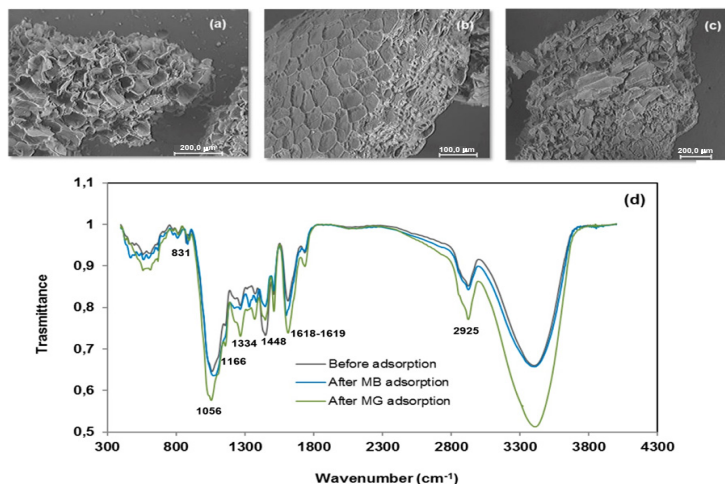 (a)
200,0 μm
(b)
100,0 μm
(c)
200,0 μm
(d)
1,1
1
0,9
0,8
0,7
0,6
0,5
Trasmittance
831
1056
1166
1334
1448
1618-1619
2925
Before adsorption
After MB adsorption
After MG adsorption
300 800 1300 1800 2300 2800 3300 3800 4300
Wavenumber (cm⁻¹)